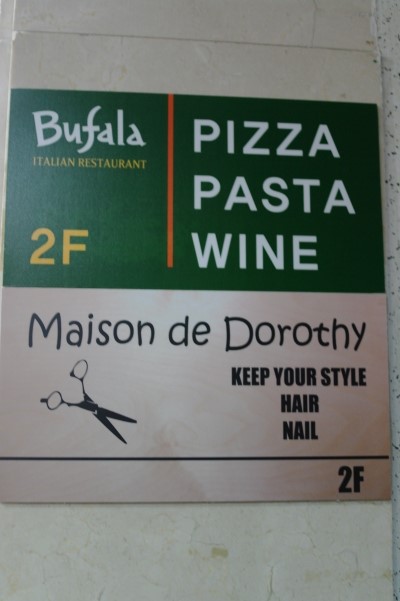 Bufala
ITALIAN RESTAURANT
2F
PIZZA
PASTA
WINE
Maison de Dorothy
KEEP YOUR STYLE
HAIR
NAIL
2F